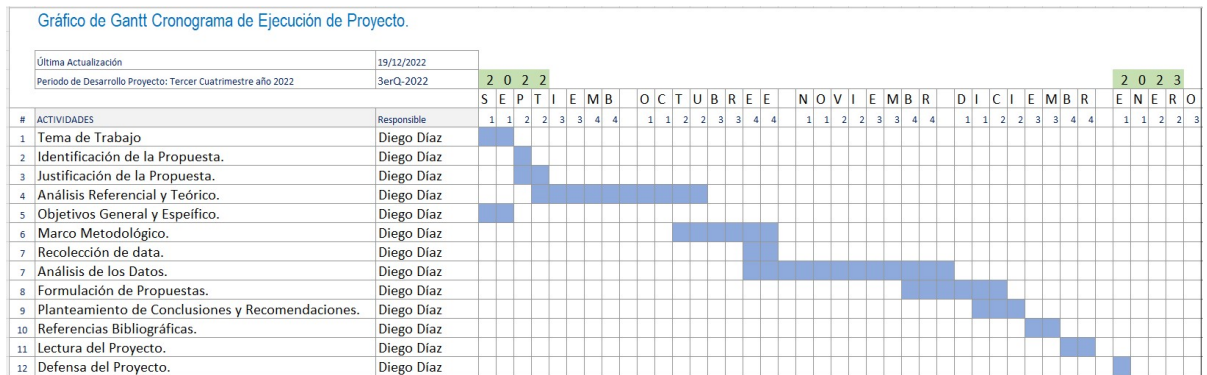 Gráfico de Gantt Cronograma de Ejecución de Proyecto.
Última Actualización 19/12/2022
Periodo de Desarrollo Proyecto: Tercer Cuatrimestre año 2022 3erQ-2022 2 0 2 2 2 0 2 3
S E P T I E M B O C T U B R E E N O V I E M B R D I C I E M B R E N E R O
# ACTIVIDADES Responsible 1 1 2 2 3 3 4 4 1 1 2 2 3 3 4 4 1 1 2 2 3 3 4 4 1 1 2 2 3 3 4 4 1 1 2 2 3
1 Tema de Trabajo Diego Díaz
2 Identificación de la Propuesta. Diego Díaz
3 Justificación de la Propuesta. Diego Díaz
4 Análisis Referencial y Teórico. Diego Díaz
5 Objetivos General y Espeífico. Diego Díaz
6 Marco Metodológico. Diego Díaz
7 Recolección de data. Diego Díaz
7 Análisis de los Datos. Diego Díaz
8 Formulación de Propuestas. Diego Díaz
9 Planteamiento de Conclusiones y Recomendaciones. Diego Díaz
10 Referencias Bibliográficas. Diego Díaz
11 Lectura del Proyecto. Diego Díaz
12 Defensa del Proyecto. Diego Díaz